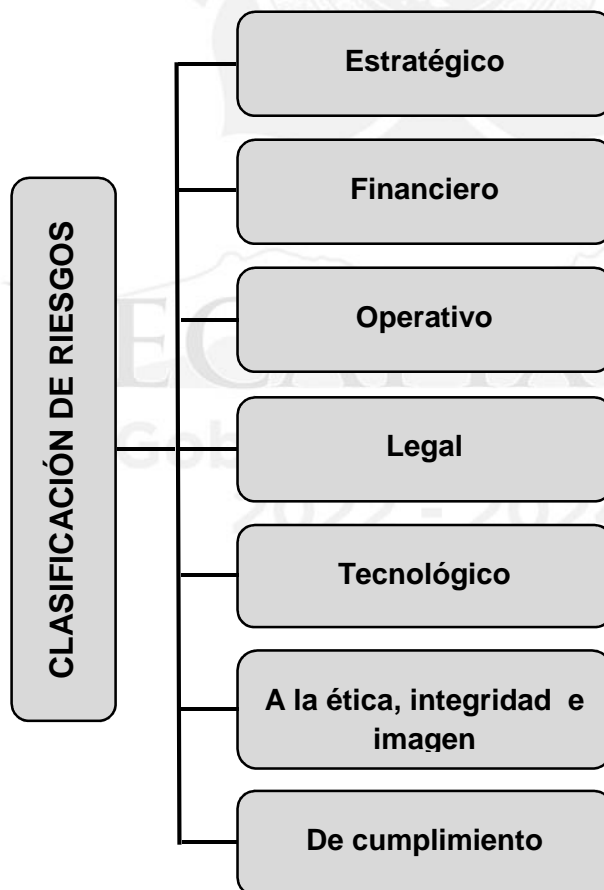 CLASIFICACIÓN DE RIESGOS
Estratégico
Financiero
Operativo
Legal
Tecnológico
A la ética, integridad e
imagen
De cumplimiento